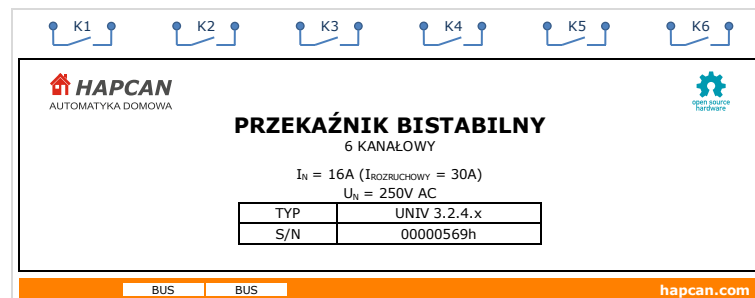 K1 K2 K3 K4 K5 K6
HAPCAN
AUTOMATYKA DOMOWA
open source
hardware
PRZEKAŹNIK BISTABILNY
6 KANAŁOWY
IN = 16A (IROZRUCHOWY = 30A)
UN = 250V AC
TYP UNIV 3.2.4.x
S/N 00000569h
BUS BUS hapcan.com